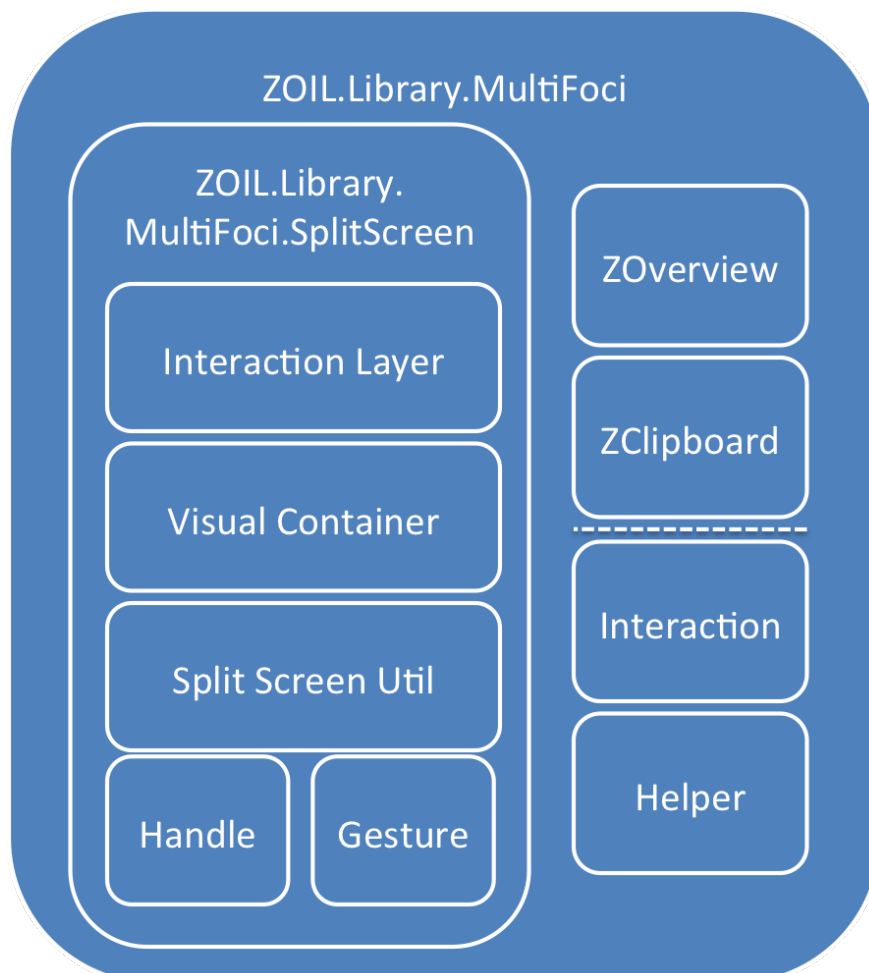 ZOIL.Library.MultiFoci
ZOIL.Library.
MultiFoci.SplitScreen
Interaction Layer
Visual Container
Split Screen Util
Handle
Gesture
ZOverview
ZClipboard
Interaction
Helper